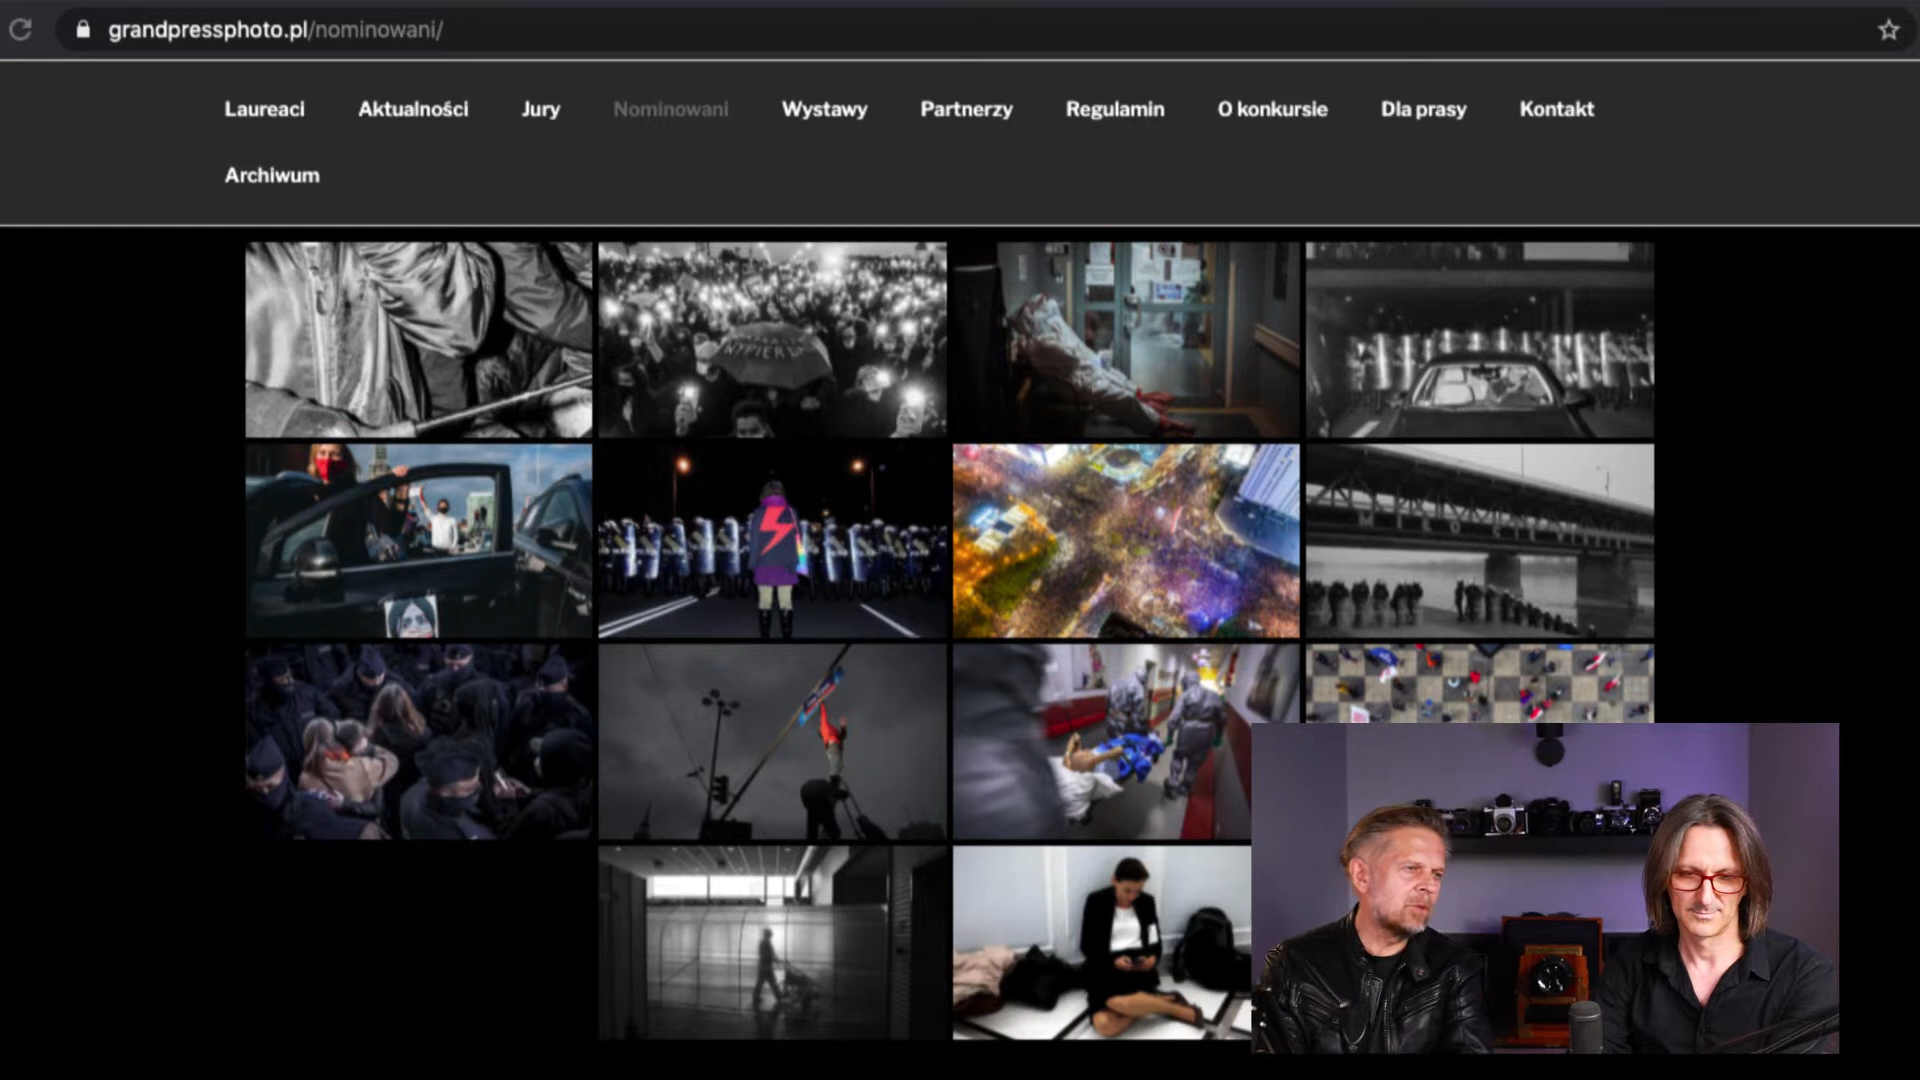 grandpressphoto.pl/nominowani/
Laureaci Aktualności Jury Nominowani Wystawy Partnerzy Regulamin O konkursie Dla prasy Kontakt
Archiwum